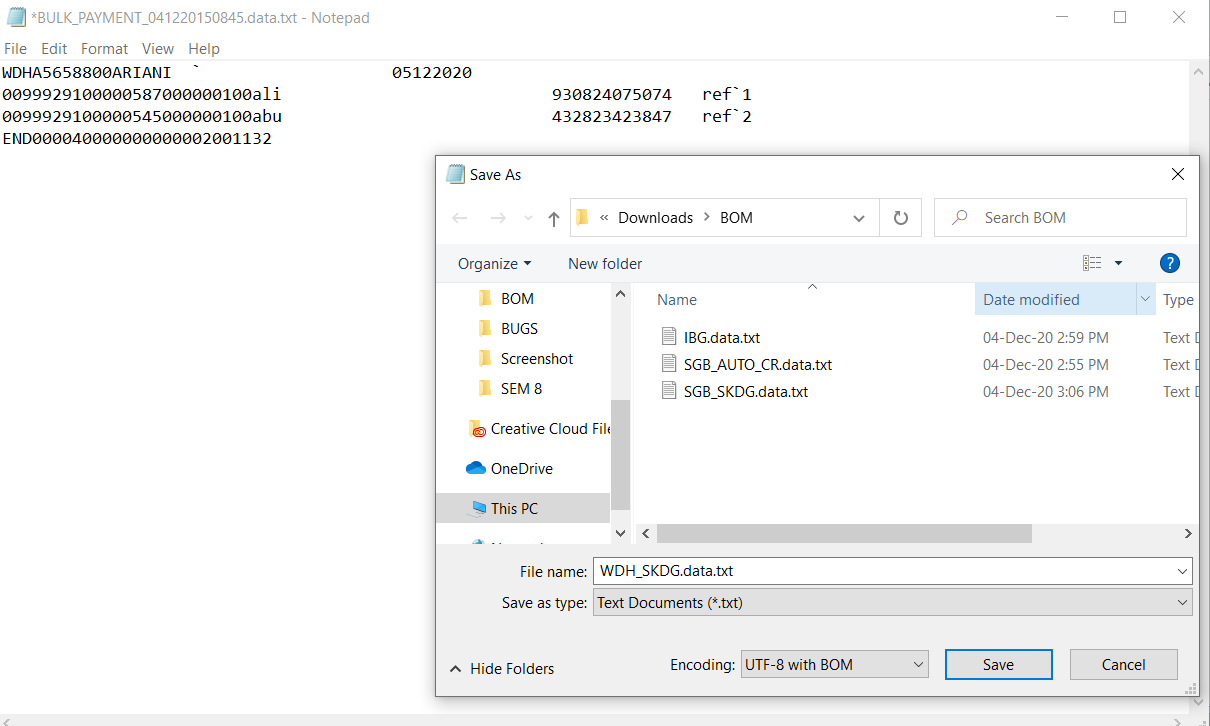 *BULK_PAYMENT_041220150845.data.txt - Notepad
File Edit Format View Help
WDHA5658800ARIANI ` 05122020
0099929100000587000000100ali 930824075074 ref`1
0099929100000545000000100abu 432823423847 ref`2
END00004000000000002001132
Save As
« Downloads > BOM
Search BOM
Organize New folder
?
BOM
BUGS
Screenshot
SEM 8
Creative Cloud File
OneDrive
This PC
Name Date modified Type
IBG.data.txt 04-Dec-20 2:59 PM Text D
SGB_AUTO_CR.data.txt 04-Dec-20 2:55 PM Text D
SGB_SKDG.data.txt 04-Dec-20 3:06 PM Text D
File name: WDH_SKDG.data.txt
Save as type: Text Documents (*.txt)
Hide Folders Encoding: UTF-8 with BOM Save Cancel